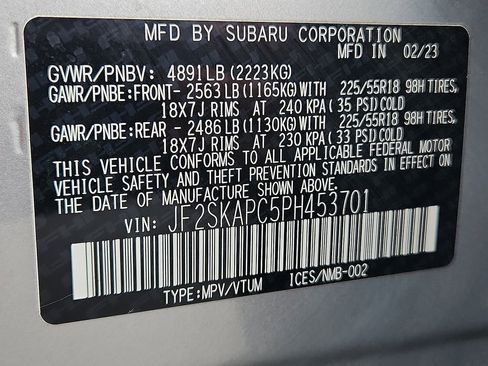 MFD BY SUBARU CORPORATION
MFD IN 02/23
GVWR/PNBV: 4891LB(2223KG)
GAWR/PNBE:FRONT-2563LB(1165KG)WITH 225/55R18 98H TIRES,
18X7J RIMS AT 240 KPA(35 PSI)COLD
GAWR/PNBE:REAR -2486LB(1130KG)WITH 225/55R18 98H TIRES,
18X7J RIMS AT 230 KPA(33 PSI)COLD
THIS VEHICLE CONFORMS TO ALL APPLICABLE FEDERAL MOTOR
VEHICLE SAFETY AND THEFT PREVENTION STANDARDS IN EFFECT ON
THE DATE OF MANUFACTURE SHOWN ABOVE.
VIN: JF2SKAPC5PH453701
TYPE:MPV/VTUM ICES/NMB-002